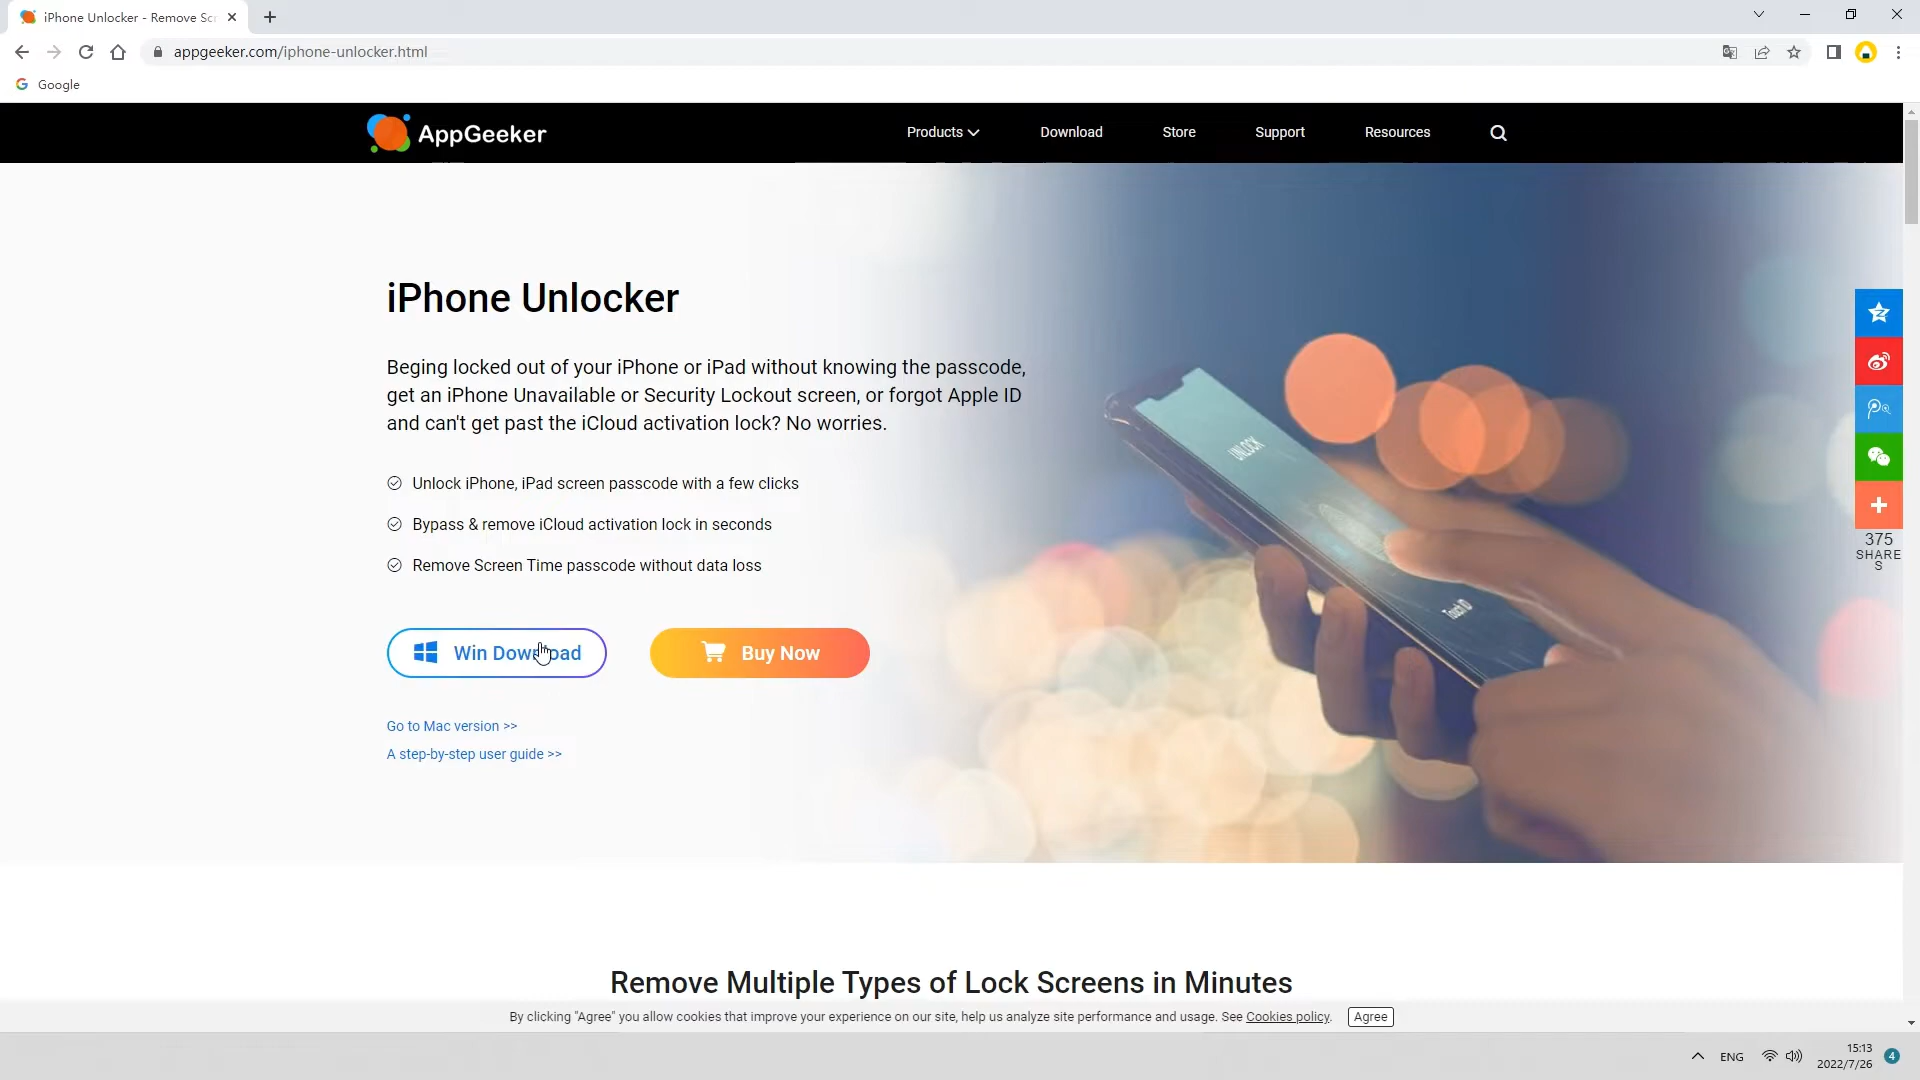 iPhone Unlocker - Remove Scr
appgeeker.com/iphone-unlocker.html
Google
AppGeeker
Products
Download
Store
Support
Resources
iPhone Unlocker
Beging locked out of your iPhone or iPad without knowing the passcode,
get an iPhone Unavailable or Security Lockout screen, or forgot Apple ID
and can't get past the iCloud activation lock? No worries.
Unlock iPhone, iPad screen passcode with a few clicks
Bypass & remove iCloud activation lock in seconds
Remove Screen Time passcode without data loss
Win Download
Buy Now
Go to Mac version >>
A step-by-step user guide >>
UNLOCK
Touch ID
375
SHARE
S
Remove Multiple Types of Lock Screens in Minutes
By clicking "Agree" you allow cookies that improve your experience on our site, help us analyze site performance and usage. See Cookies policy.
Agree
ENG
15:13
2022/7/26
4